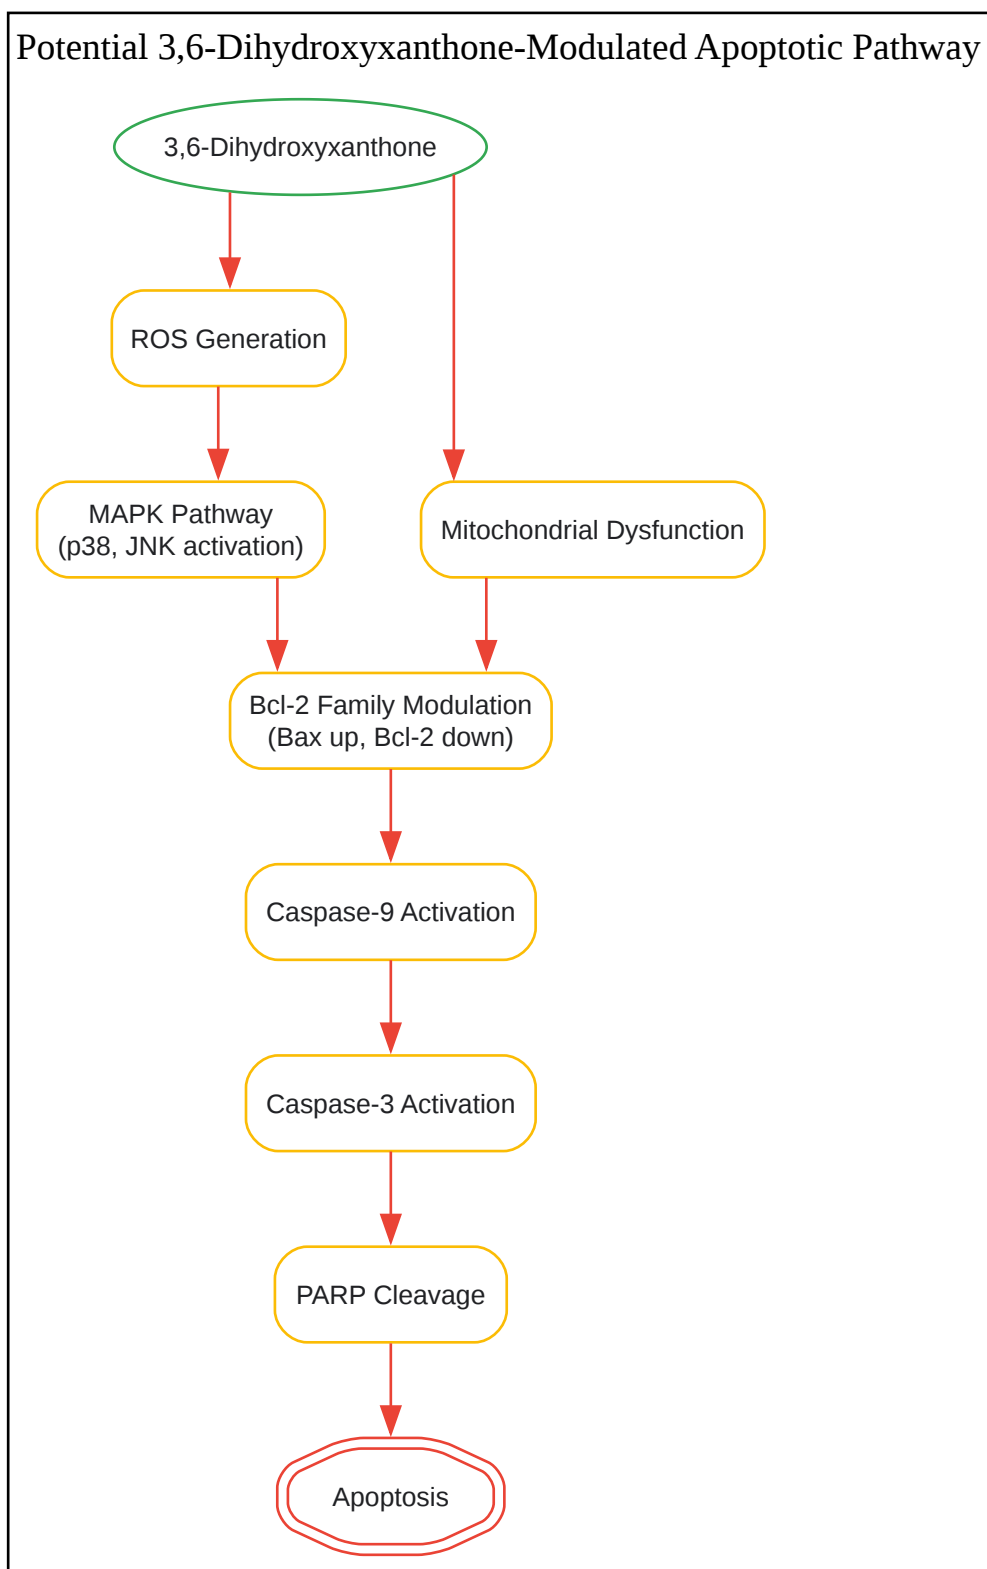 Potential 3,6-Dihydroxyxanthone-Modulated Apoptotic Pathway
3,6-Dihydroxyxanthone
ROS Generation
MAPK Pathway
(p38, JNK activation)
Mitochondrial Dysfunction
Bcl-2 Family Modulation
(Bax up, Bcl-2 down)
Caspase-9 Activation
Caspase-3 Activation
PARP Cleavage
Apoptosis